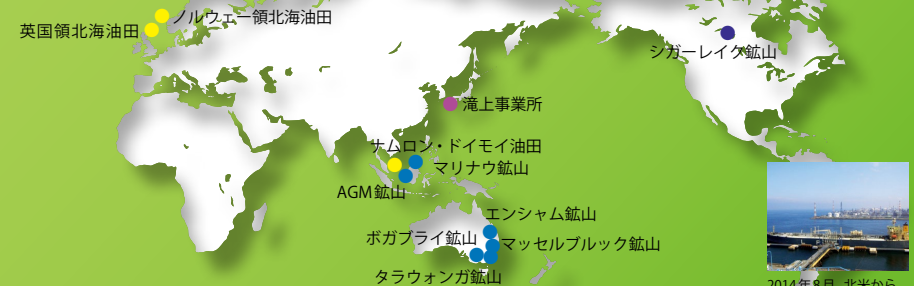 ノルウェー領北海油田
英国領北海油田
シガーレイク鉱山
滝上事業所
ナムロン・ドイモイ油田
マリナウ鉱山
AGM鉱山
エンシャム鉱山
ボガブライ鉱山
マッセルブルック鉱山
タラウォンガ鉱山
2014年8月、北米から